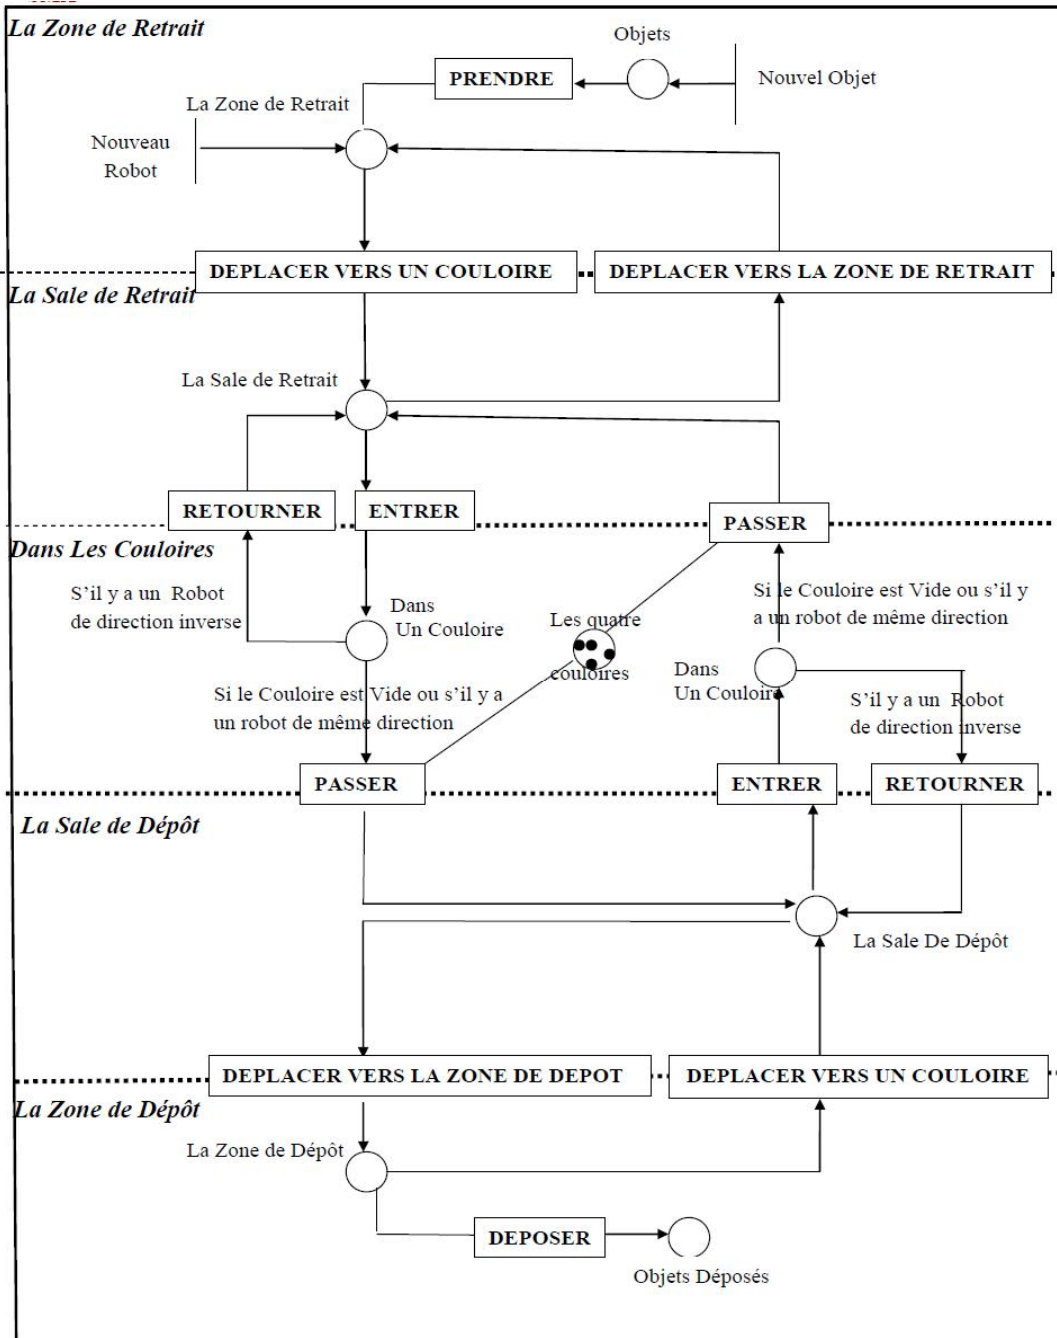 La Zone de Retrait
Objets
PRENDRE
Nouvel Objet
La Zone de Retrait
Nouveau
Robot
DEPLACER VERS UN COULOIRE
DEPLACER VERS LA ZONE DE RETRAIT
La Sale de Retrait
La Sale de Retrait
RETOURNER
ENTRER
PASSER
Dans Les Couloires
S'il y a un Robot
de direction inverse
Dans
Un Couloire
Les quatre
couloires
Si le Couloire est Vide ou s'il y
a un robot de même direction
Dans
Un Couloire
Si le Couloire est Vide ou s'il y a
un robot de même direction
S'il y a un Robot
de direction inverse
PASSER
ENTRER
RETOURNER
La Sale de Dépôt
La Sale De Dépôt
DEPLACER VERS LA ZONE DE DEPOT
DEPLACER VERS UN COULOIRE
La Zone de Dépôt
La Zone de Dépôt
DEPOSER
Objets Déposés